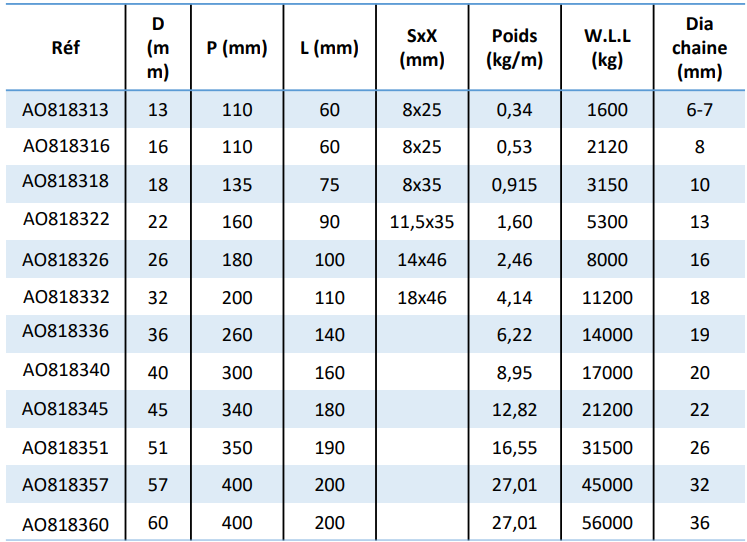 Réf D (m m) P (mm) L (mm) SxX (mm) Poids (kg/m) W.L.L (kg) Dia chaine (mm)
AO818313 13 110 60 8x25 0,34 1600 6-7
AO818316 16 110 60 8x25 0,53 2120 8
AO818318 18 135 75 8x35 0,915 3150 10
AO818322 22 160 90 11,5x35 1,60 5300 13
AO818326 26 180 100 14x46 2,46 8000 16
AO818332 32 200 110 18x46 4,14 11200 18
AO818336 36 260 140 6,22 14000 19
AO818340 40 300 160 8,95 17000 20
AO818345 45 340 180 12,82 21200 22
AO818351 51 350 190 16,55 31500 26
AO818357 57 400 200 27,01 45000 32
AO818360 60 400 200 27,01 56000 36